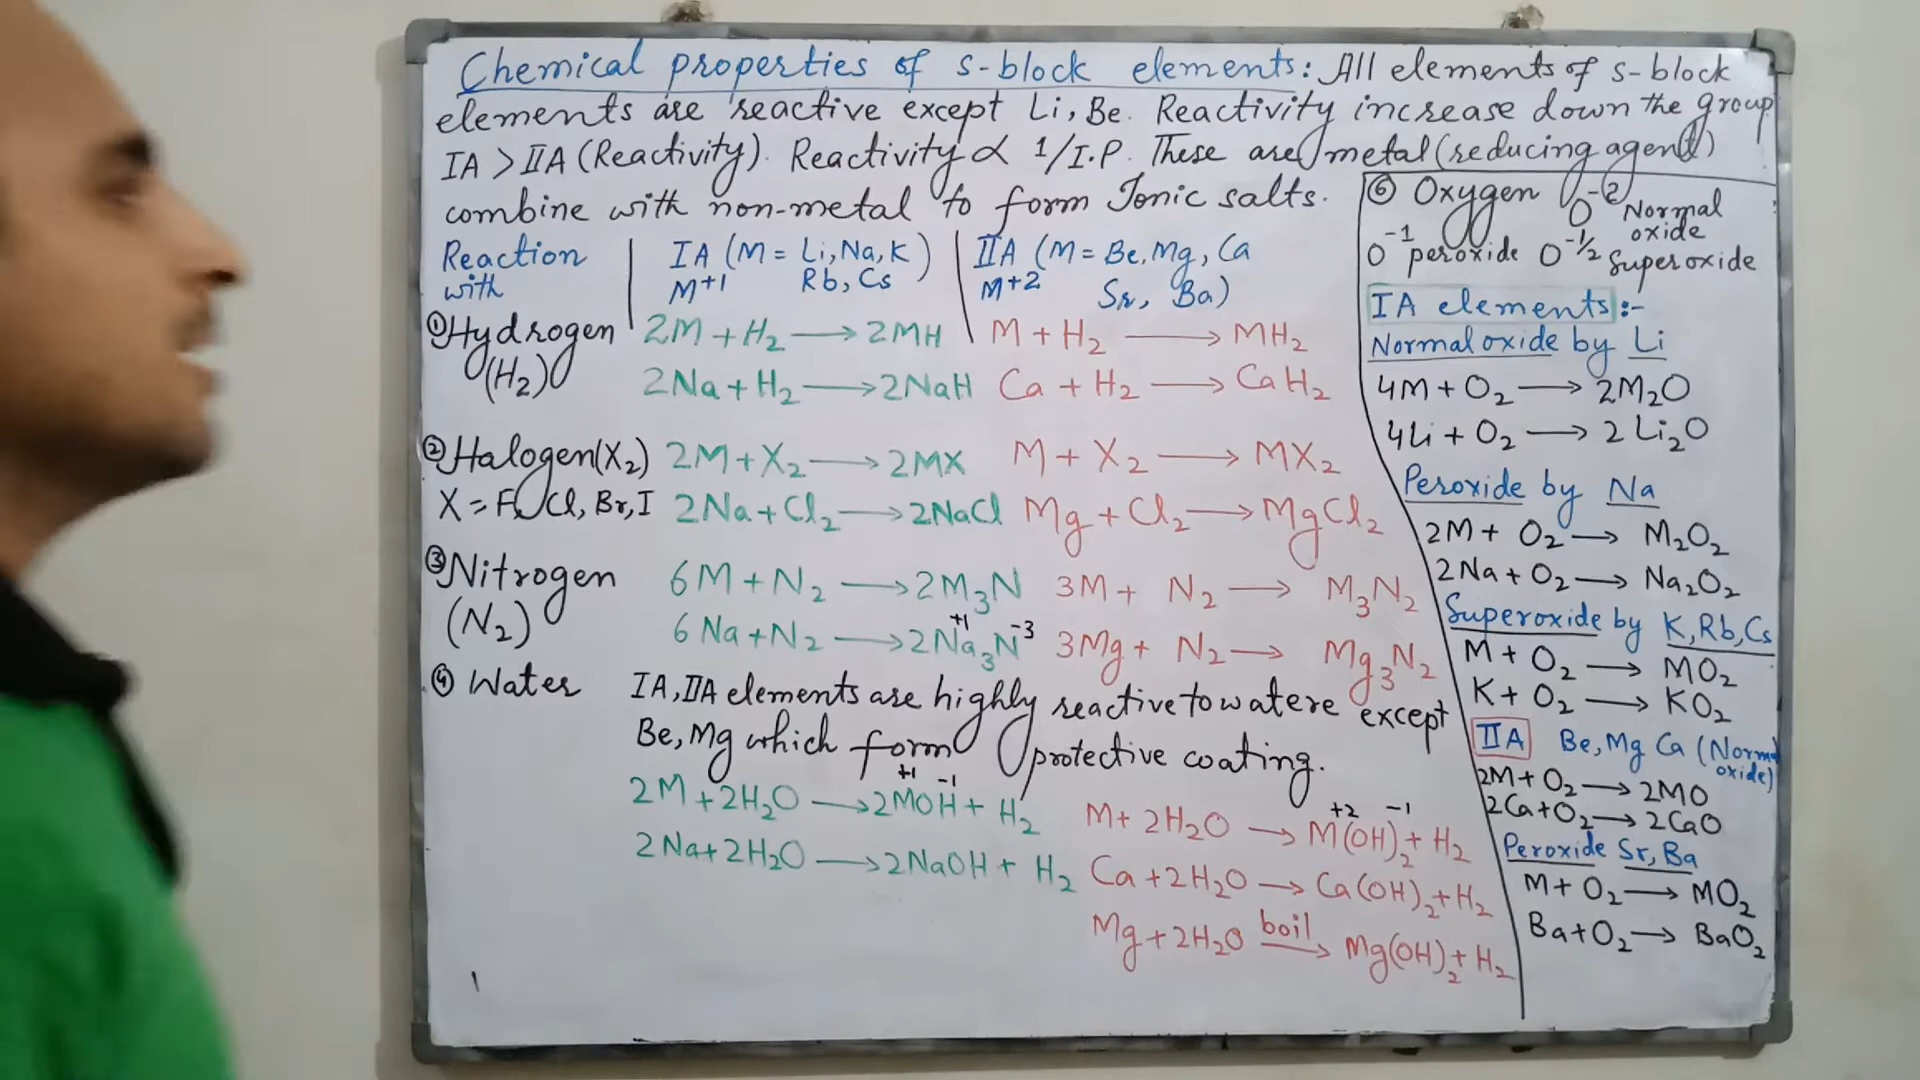 Chemical properties of s-block elements: All elements of s-block
elements are reactive except Li, Be. Reactivity increase down the group
IA > IIA (Reactivity). Reactivity ∝ 1/I.P. These are metal (reducing agent)
combine with non-metal to form Ionic salts.
Reaction with
IA (M = Li, Na, K
M+1 Rb, Cs)
IIA (M = Be, Mg, Ca
M+2 Sr, Ba)
① Hydrogen
(H₂)
2M + H₂ → 2MH
M + H₂ → MH₂
2Na + H₂ → 2NaH
Ca + H₂ → CaH₂
② Halogen (X₂)
X = F, Cl, Br, I
2M + X₂ → 2MX
M + X₂ → MX₂
2Na + Cl₂ → 2NaCl
Mg + Cl₂ → MgCl₂
③ Nitrogen
(N₂)
6M + N₂ → 2M₃N
3M + N₂ → M₃N₂
6Na + N₂ → 2Na₃⁺¹N⁻³
3Mg + N₂ → Mg₃N₂
④ Water
IA, IIA elements are highly reactive to watere except
Be, Mg which form protective coating.
+1 -1
2M + 2H₂O → 2MOH + H₂
+2 -1
M + 2H₂O → M(OH)₂ + H₂
2Na + 2H₂O → 2NaOH + H₂
Ca + 2H₂O → Ca(OH)₂ + H₂
boil
Mg + 2H₂O → Mg(OH)₂ + H₂
⑥ Oxygen O⁻² Normal oxide
O⁻¹ peroxide O⁻¹/² Superoxide
IA elements :-
Normal oxide by Li
4M + O₂ → 2M₂O
4Li + O₂ → 2Li₂O
Peroxide by Na
2M + O₂ → M₂O₂
2Na + O₂ → Na₂O₂
Superoxide by K, Rb, Cs
M + O₂ → MO₂
K + O₂ → KO₂
IIA Be, Mg Ca (Normal oxide)
2M + O₂ → 2MO
2Ca + O₂ → 2CaO
Peroxide Sr, Ba
M + O₂ → MO₂
Ba + O₂ → BaO₂